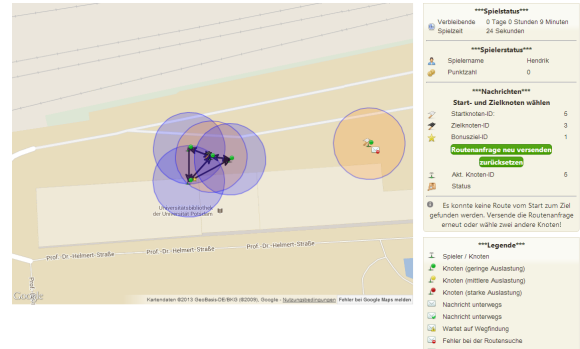 Universitätsbibliothek
der Universität Potsdam
Prof.-Dr.-Helmert-Straße
Prof.-Dr.-Helmert-Straße
Prof.-Dr.-Helmert-Straße
Prof
Google
Kartendaten ©2013 GeoBasis-DE/BKG (©2009), Google - Nutzungsbedingungen Fehler bei Google Maps melden
***Spielstatus***
Verbleibende Spielzeit 0 Tage 0 Stunden 9 Minuten 24 Sekunden
***Spielerstatus***
Spielername Hendrik
Punktzahl 0
***Nachrichten***
Start- und Zielknoten wählen
Startknoten-ID: 5
Zielknoten-ID 3
Bonusziel-ID 1
Routenanfrage neu versenden
zurücksetzen
Akt. Knoten-ID 6
Status
Es konnte keine Route vom Start zum Ziel
gefunden werden. Versende die Routenanfrage
erneut oder wähle zwei andere Knoten!
***Legende***
Spieler / Knoten
Knoten (geringe Auslastung)
Knoten (mittlere Auslastung)
Knoten (starke Auslastung)
Nachricht unterwegs
Nachricht unterwegs
Wartet auf Wegfindung
Fehler bei der Routensuche